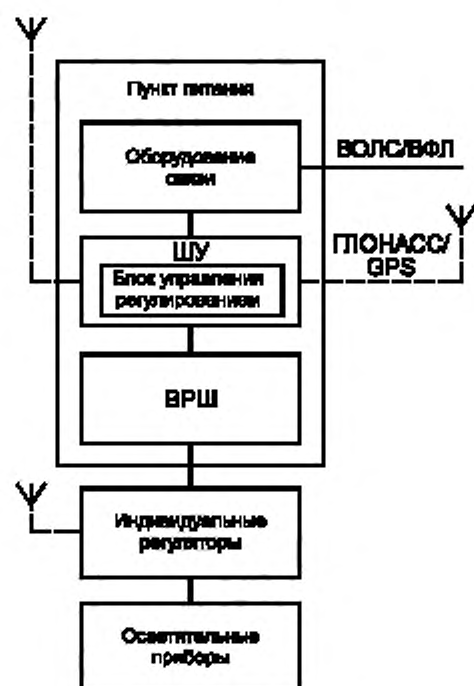 Пункт питания
Оборудование
связи
ВОЛС/ВФЛ
ШУ
Блок управления
регулированием
ГЛОНАСС/
GPS
ВРШ
Индивидуальные
регуляторы
Осветительные
приборы